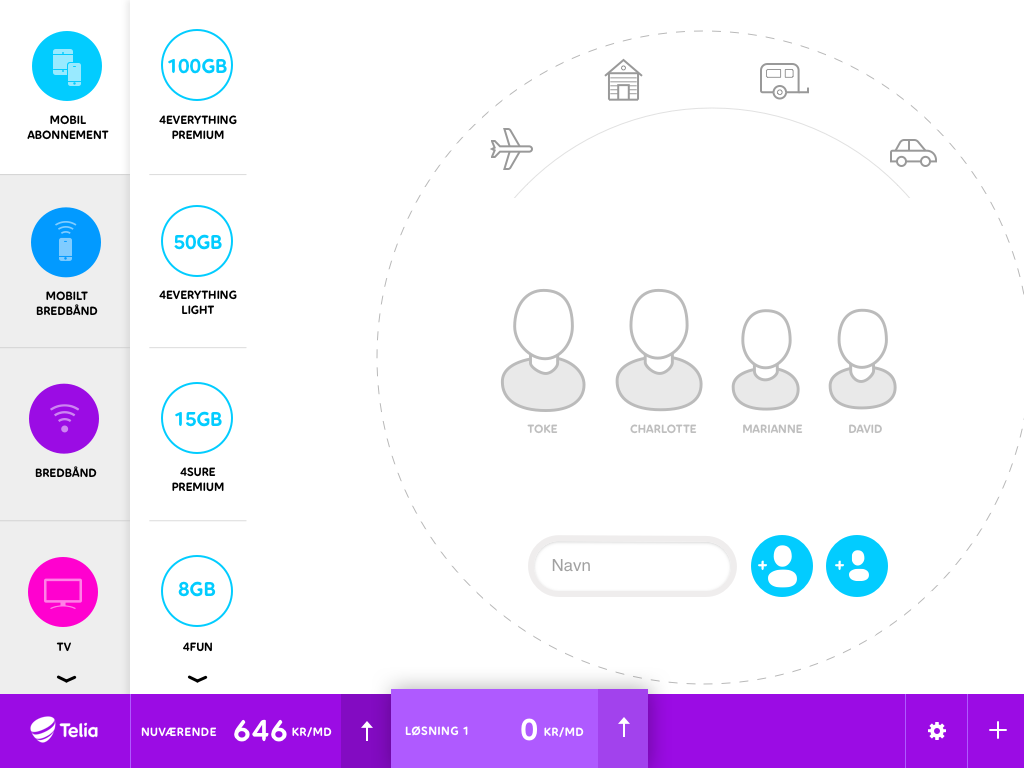 MOBIL
ABONNEMENT
MOBILT
BREDBÅND
BREDBÅND
TV
100GB
4EVERYTHING
PREMIUM
50GB
4EVERYTHING
LIGHT
15GB
4SURE
PREMIUM
8GB
4FUN
TOKE CHARLOTTE MARIANNE DAVID
Navn
Telia NUVÆRENDE 646 KR/MD LØSNING 1 0 KR/MD